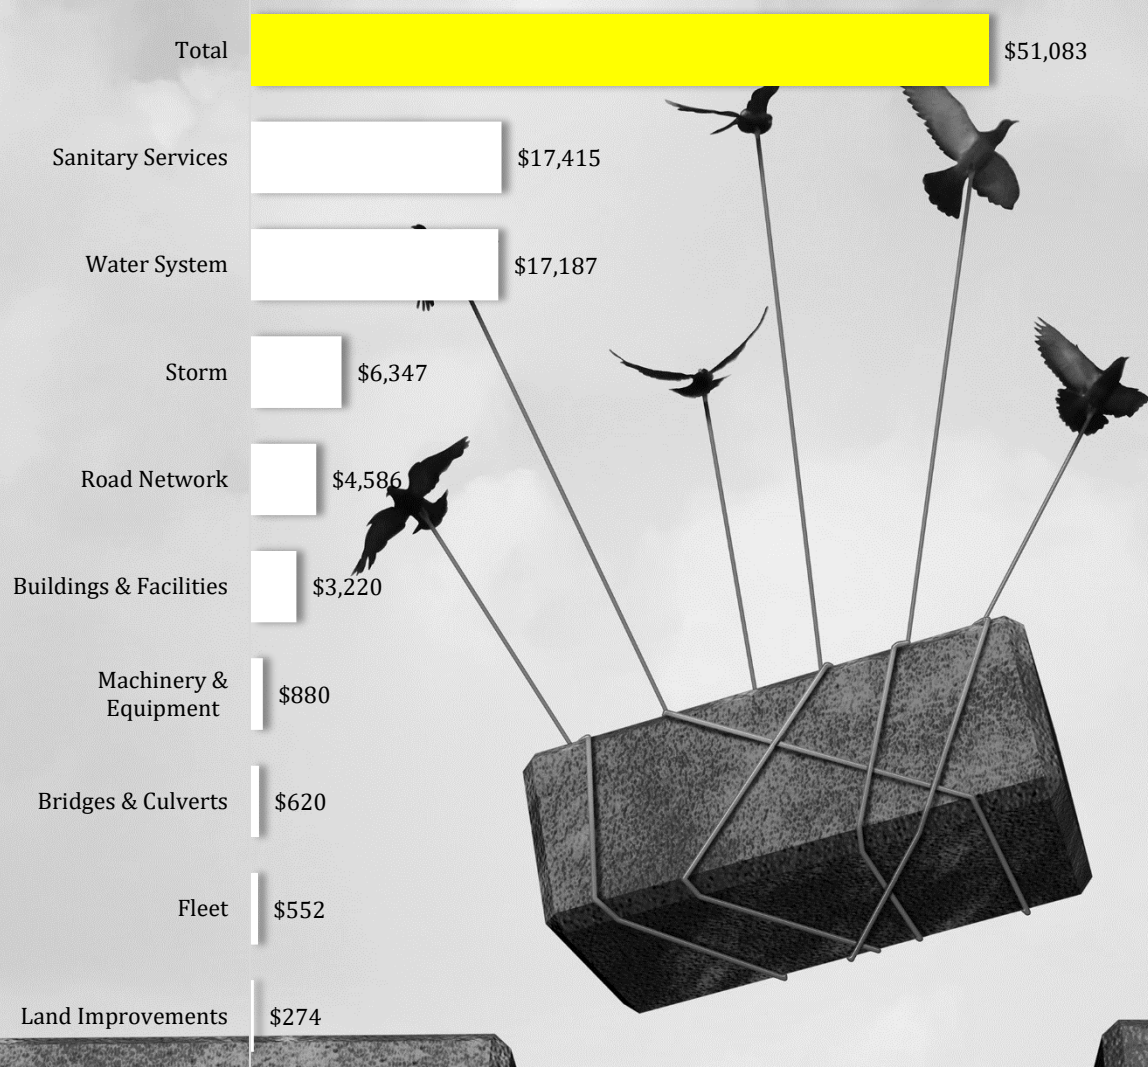 Total $51,083
Sanitary Services $17,415
Water System $17,187
Storm $6,347
Road Network $4,586
Buildings & Facilities $3,220
Machinery &
Equipment $880
Bridges & Culverts $620
Fleet $552
Land Improvements $274